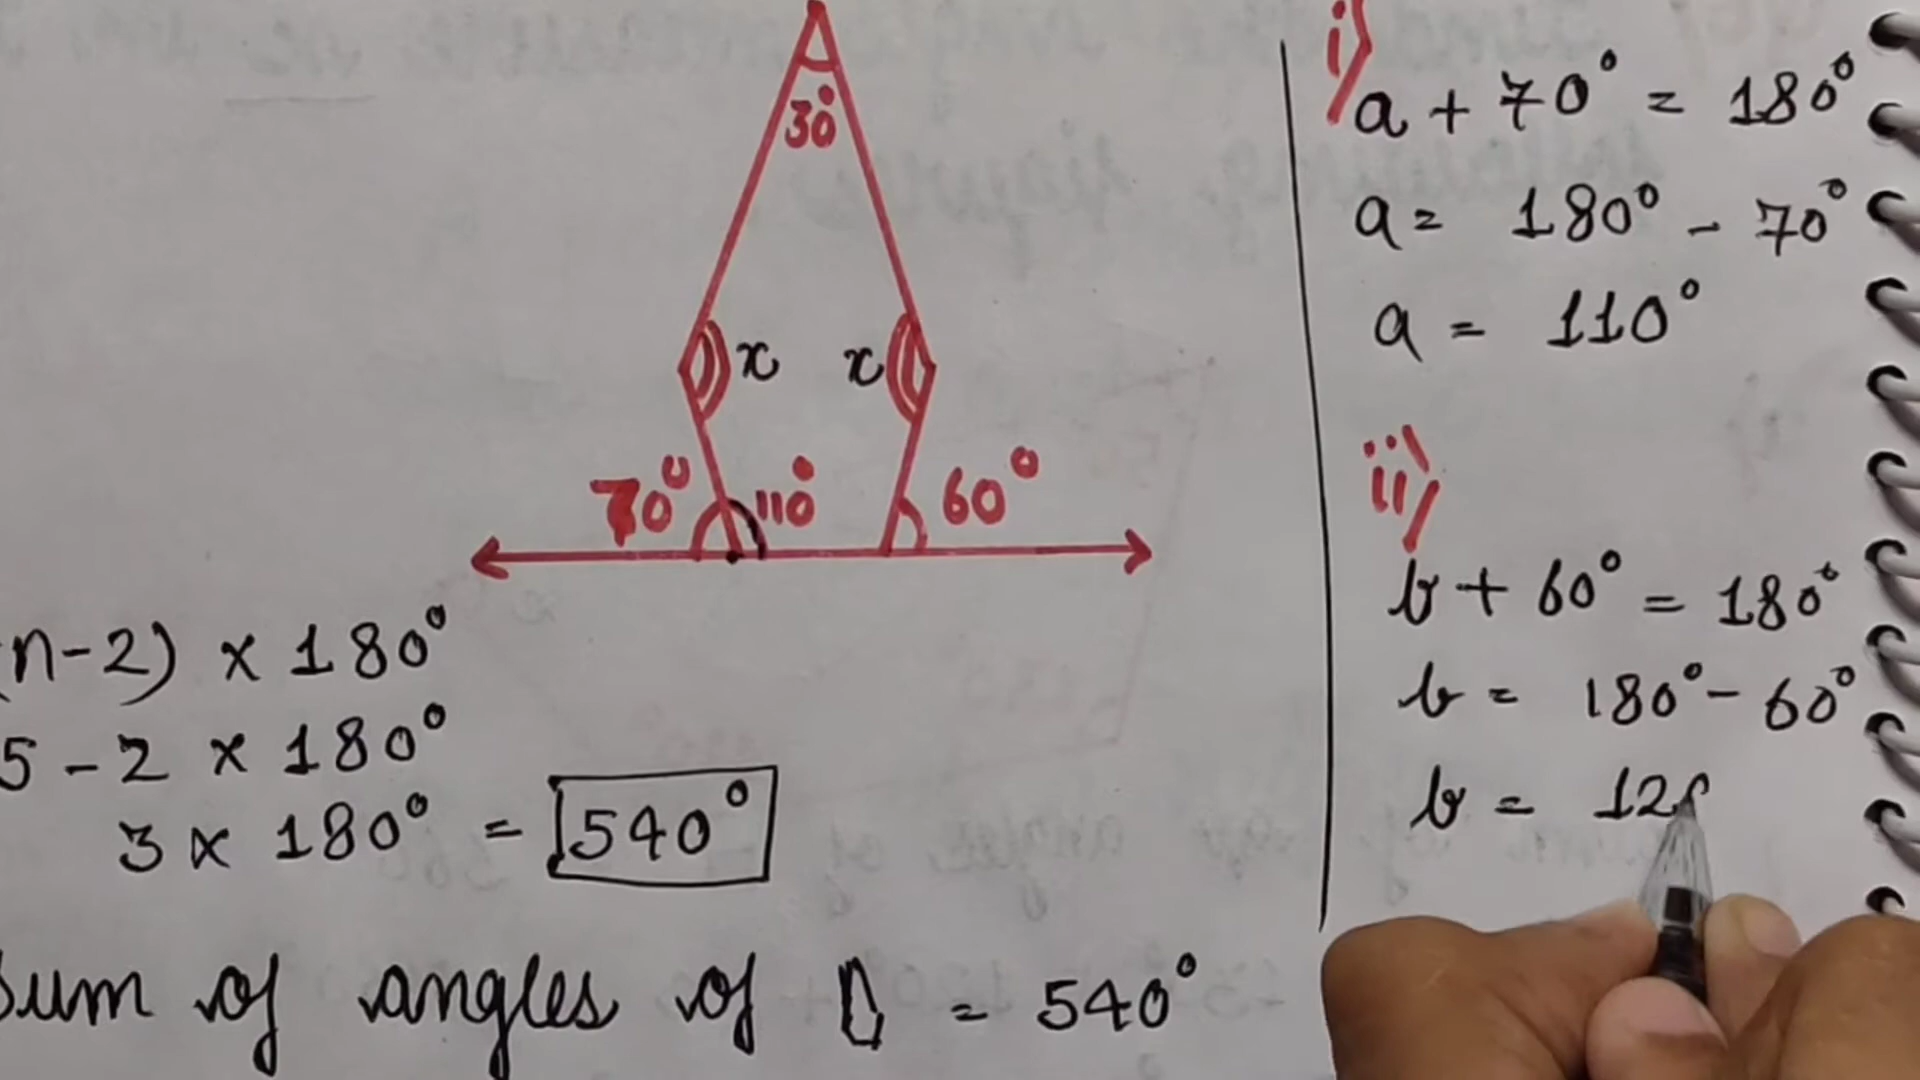 30°
x x
70° 110° 60°
(n-2) × 180°
5 - 2 × 180°
3 × 180° = 540°
Sum of angles of = 540°
i)
a + 70° = 180°
a = 180° - 70°
a = 110°
ii)
b + 60° = 180°
b = 180° - 60°
b = 120